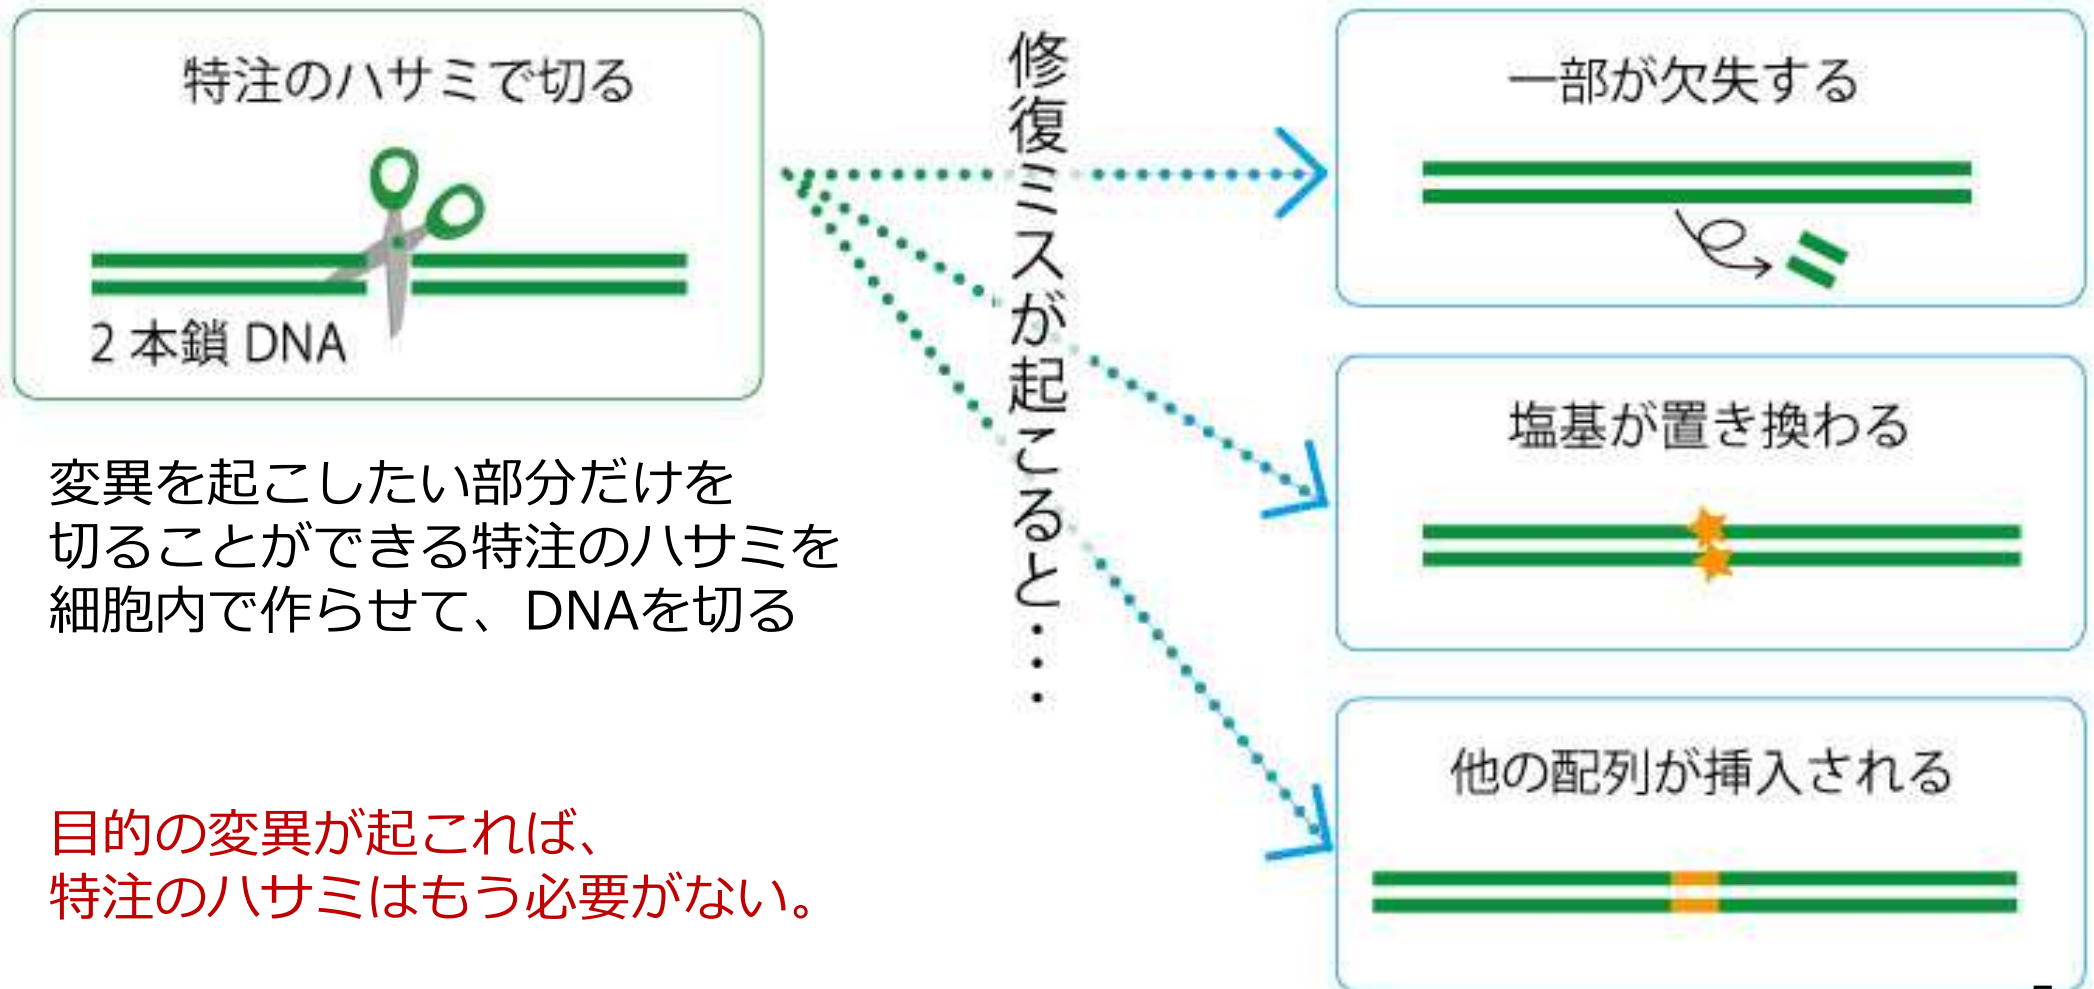 特注のハサミで切る
2 本鎖 DNA
変異を起こしたい部分だけを
切ることができる特注のハサミを
細胞内で作らせて、DNAを切る
目的の変異が起これば、
特注のハサミはもう必要がない。
修復ミスが起こると・・・
一部が欠失する
塩基が置き換わる
他の配列が挿入される